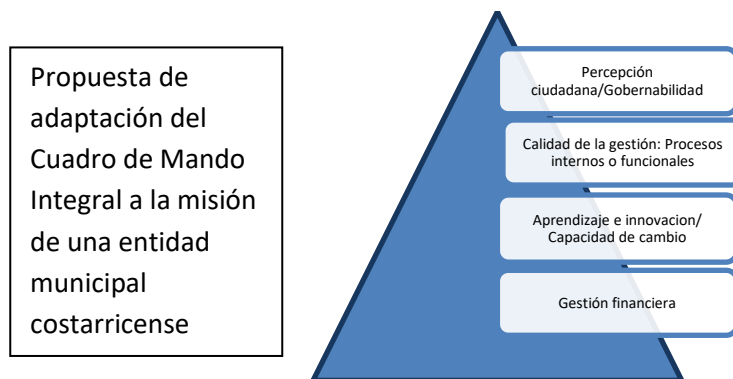 Propuesta de
adaptación del
Cuadro de Mando
Integral a la misión
de una entidad
municipal
costarricense
Percepción
ciudadana/Gobernabilidad
Calidad de la gestión: Procesos
internos o funcionales
Aprendizaje e innovacion/
Capacidad de cambio
Gestión financiera